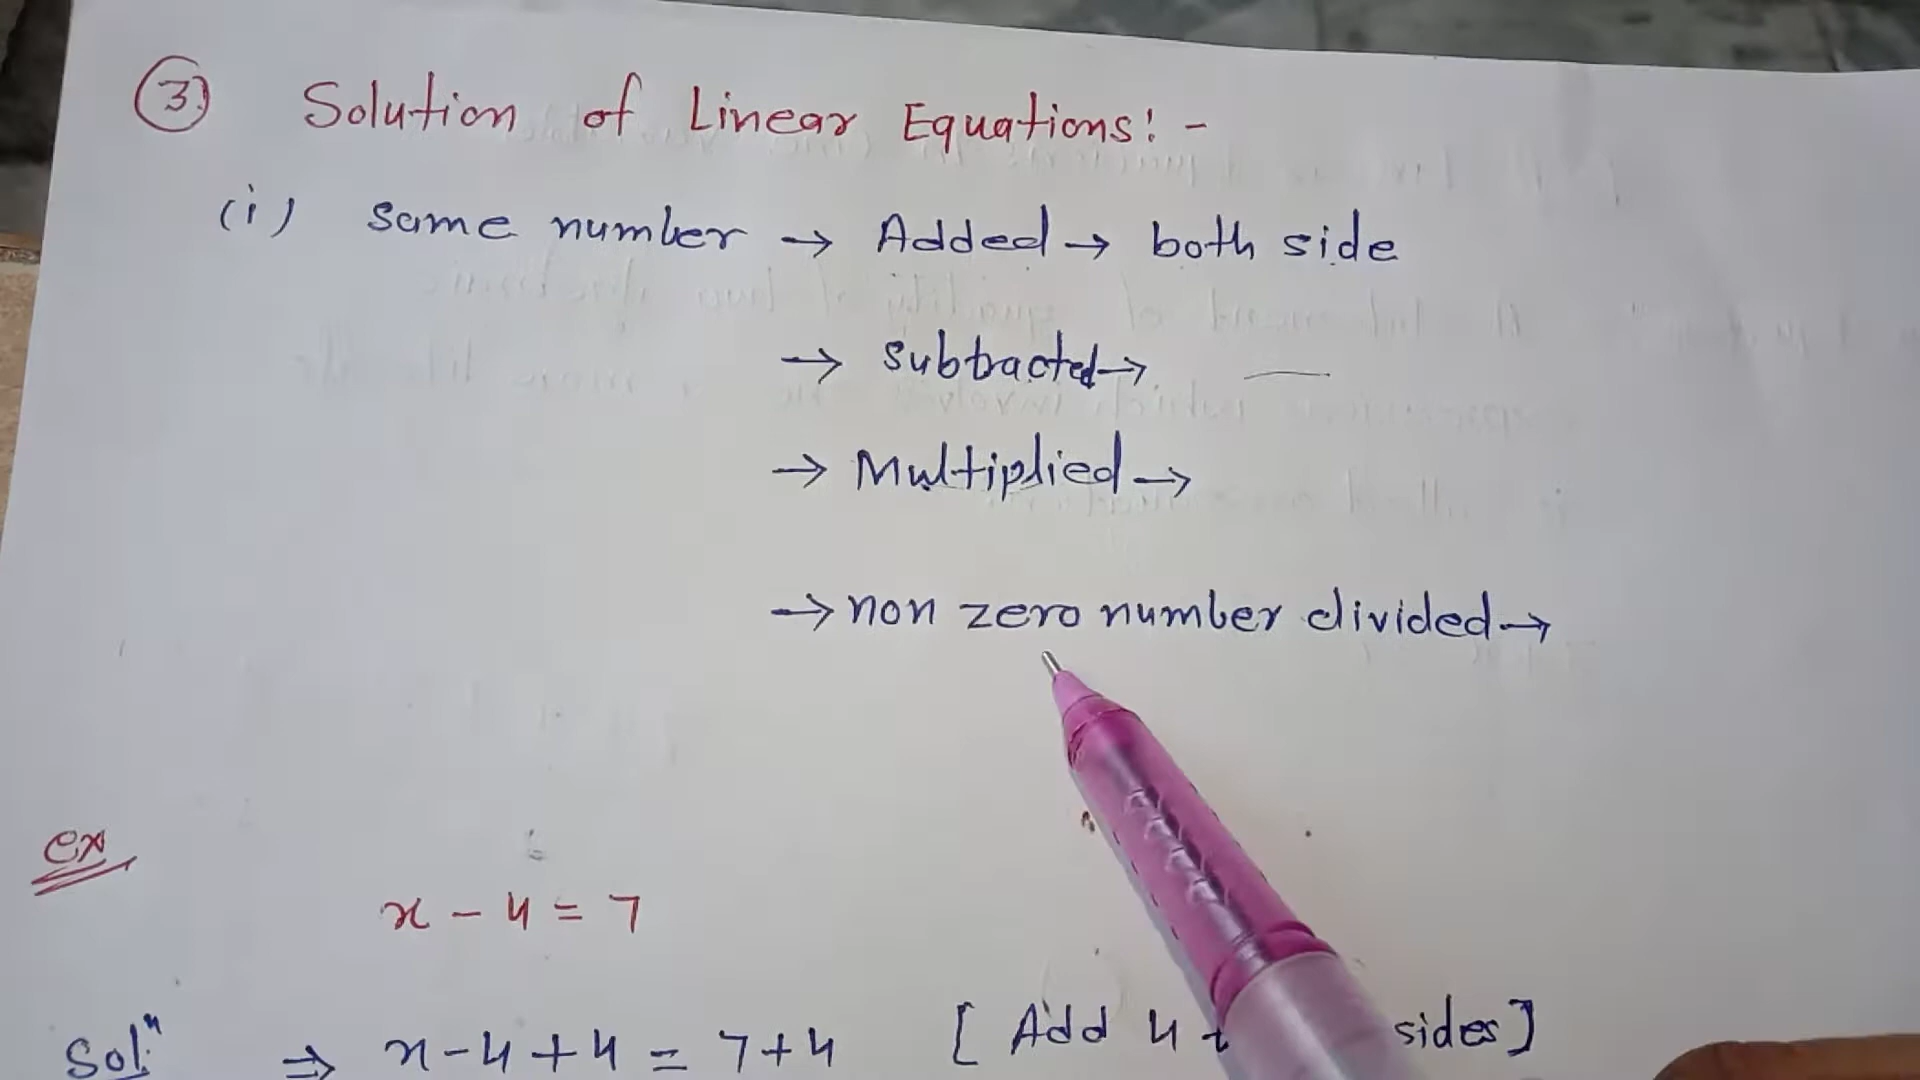 3) Solution of Linear Equations:-
(i) same number → Added → both side
→ subtracted →
→ Multiplied →
→ non zero number divided →
ex
x - 4 = 7
Solⁿ ⇒ x-4+4 = 7+4 [Add 4 sides]